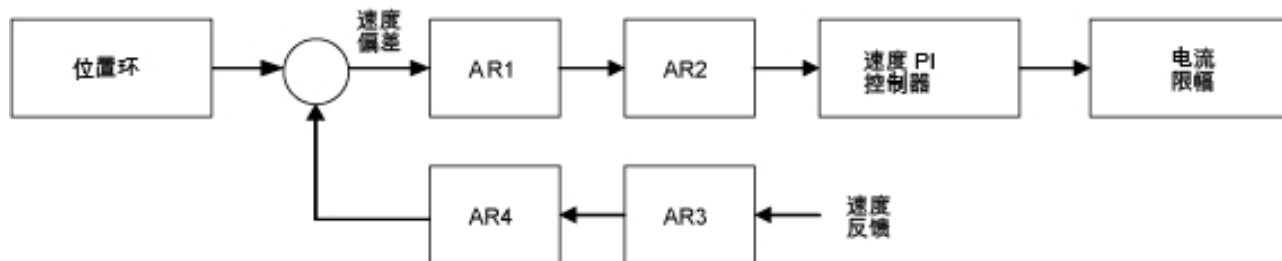 速度
偏差
位置环
AR1
AR2
速度 PI
控制器
电流
限幅
AR4
AR3
速度
反馈